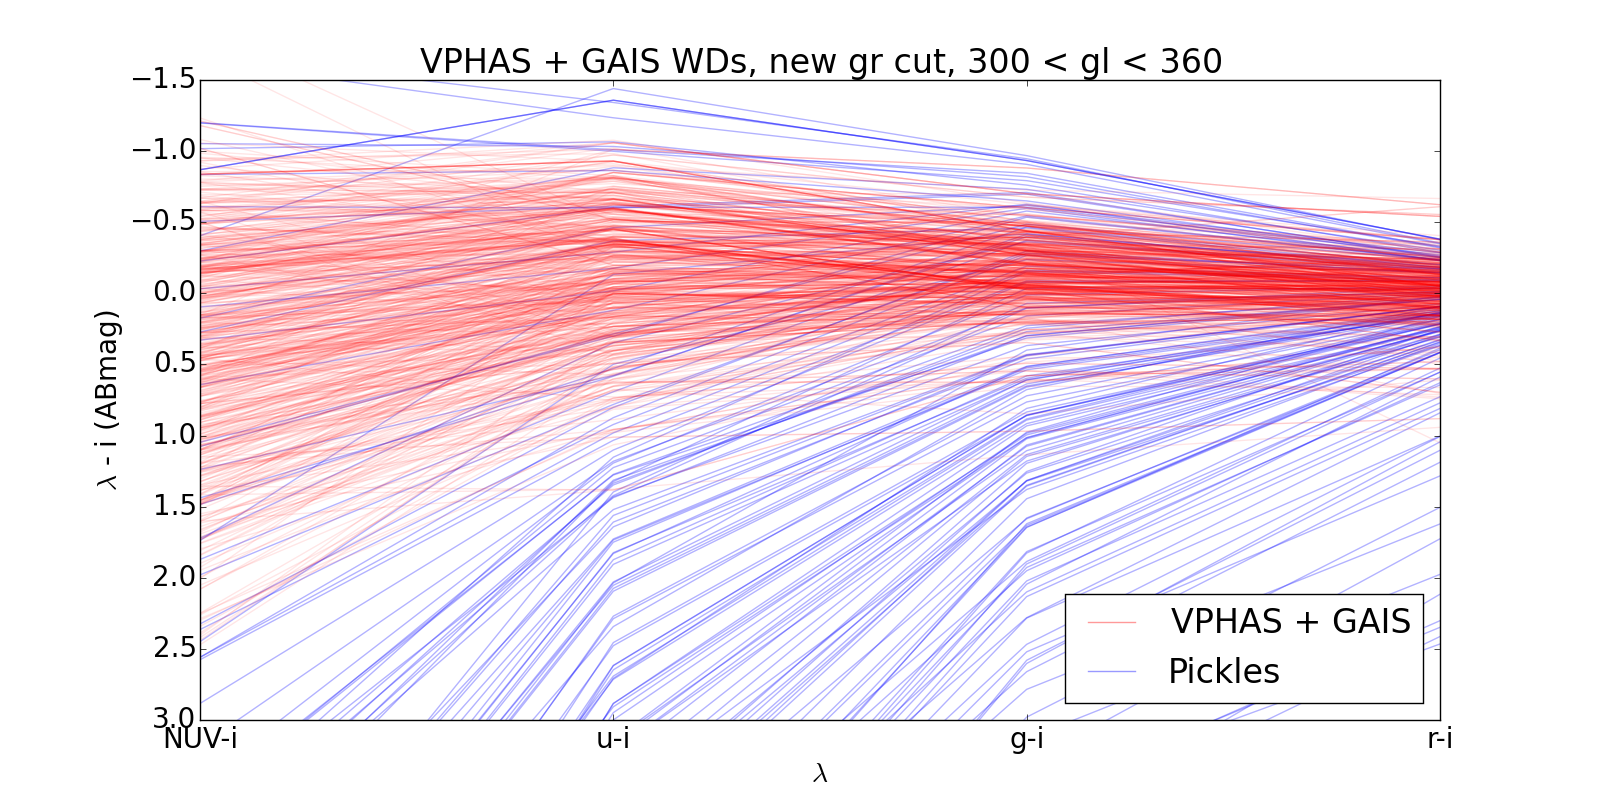 VPHAS + GAIS WDs, new gr cut, 300 < gl < 360
λ - i (ABmag)
−1.5
−1.0
−0.5
0.0
0.5
1.0
1.5
2.0
2.5
3.0
VPHAS + GAIS
Pickles
NUV-i
u-i
g-i
r-i
λ